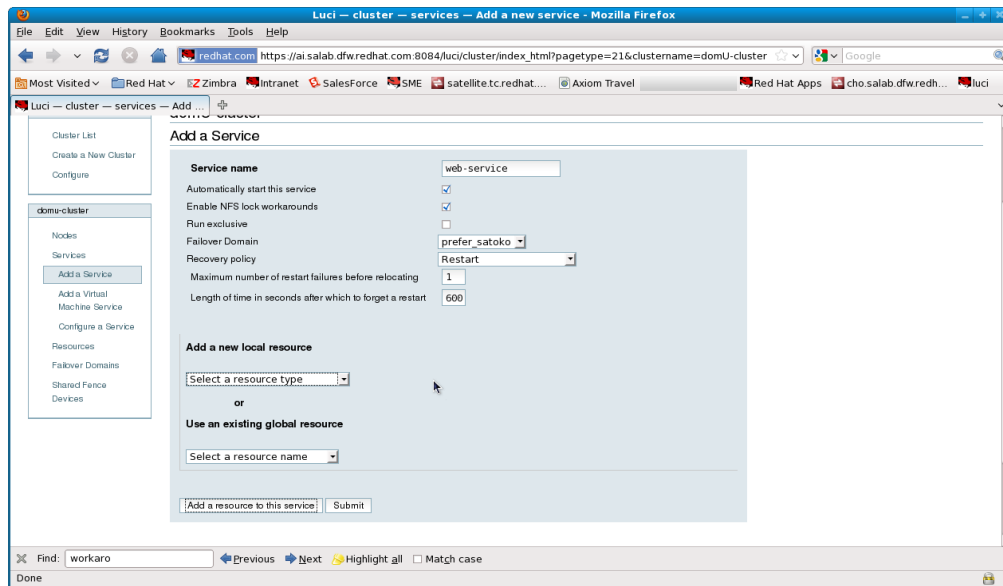 Luci — cluster — services — Add a new service - Mozilla Firefox
File Edit View History Bookmarks Tools Help
redhat.com https://ai.salab.dfw.redhat.com:8084/luci/cluster/index_html?pagetype=21&clustername=domU-cluster Google
Most Visited Red Hat Zimbra Intranet SalesForce SME satellite.tc.redhat.... Axiom Travel Red Hat Apps cho.salab.dfw.redh... luci
Luci — cluster — services — Add ...
domu-cluster
Add a Service
Cluster List
Create a New Cluster
Configure
domu-cluster
Nodes
Services
Add a Service
Add a Virtual
Machine Service
Configure a Service
Resources
Failover Domains
Shared Fence
Devices
Service name web-service
Automatically start this service
Enable NFS lock workarounds
Run exclusive
Failover Domain prefer_satoko
Recovery policy Restart
Maximum number of restart failures before relocating 1
Length of time in seconds after which to forget a restart 600
Add a new local resource
Select a resource type
or
Use an existing global resource
Select a resource name
Add a resource to this service Submit
Find: workaro Previous Next Highlight all Match case
Done